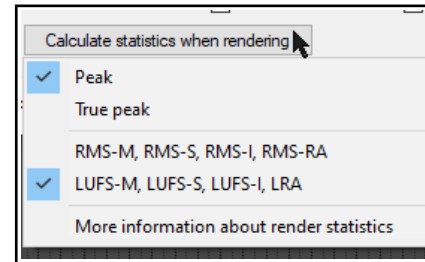 Calculate statistics when rendering
Peak
True peak
RMS-M, RMS-S, RMS-I, RMS-RA
LUFS-M, LUFS-S, LUFS-I, LRA
More information about render statistics